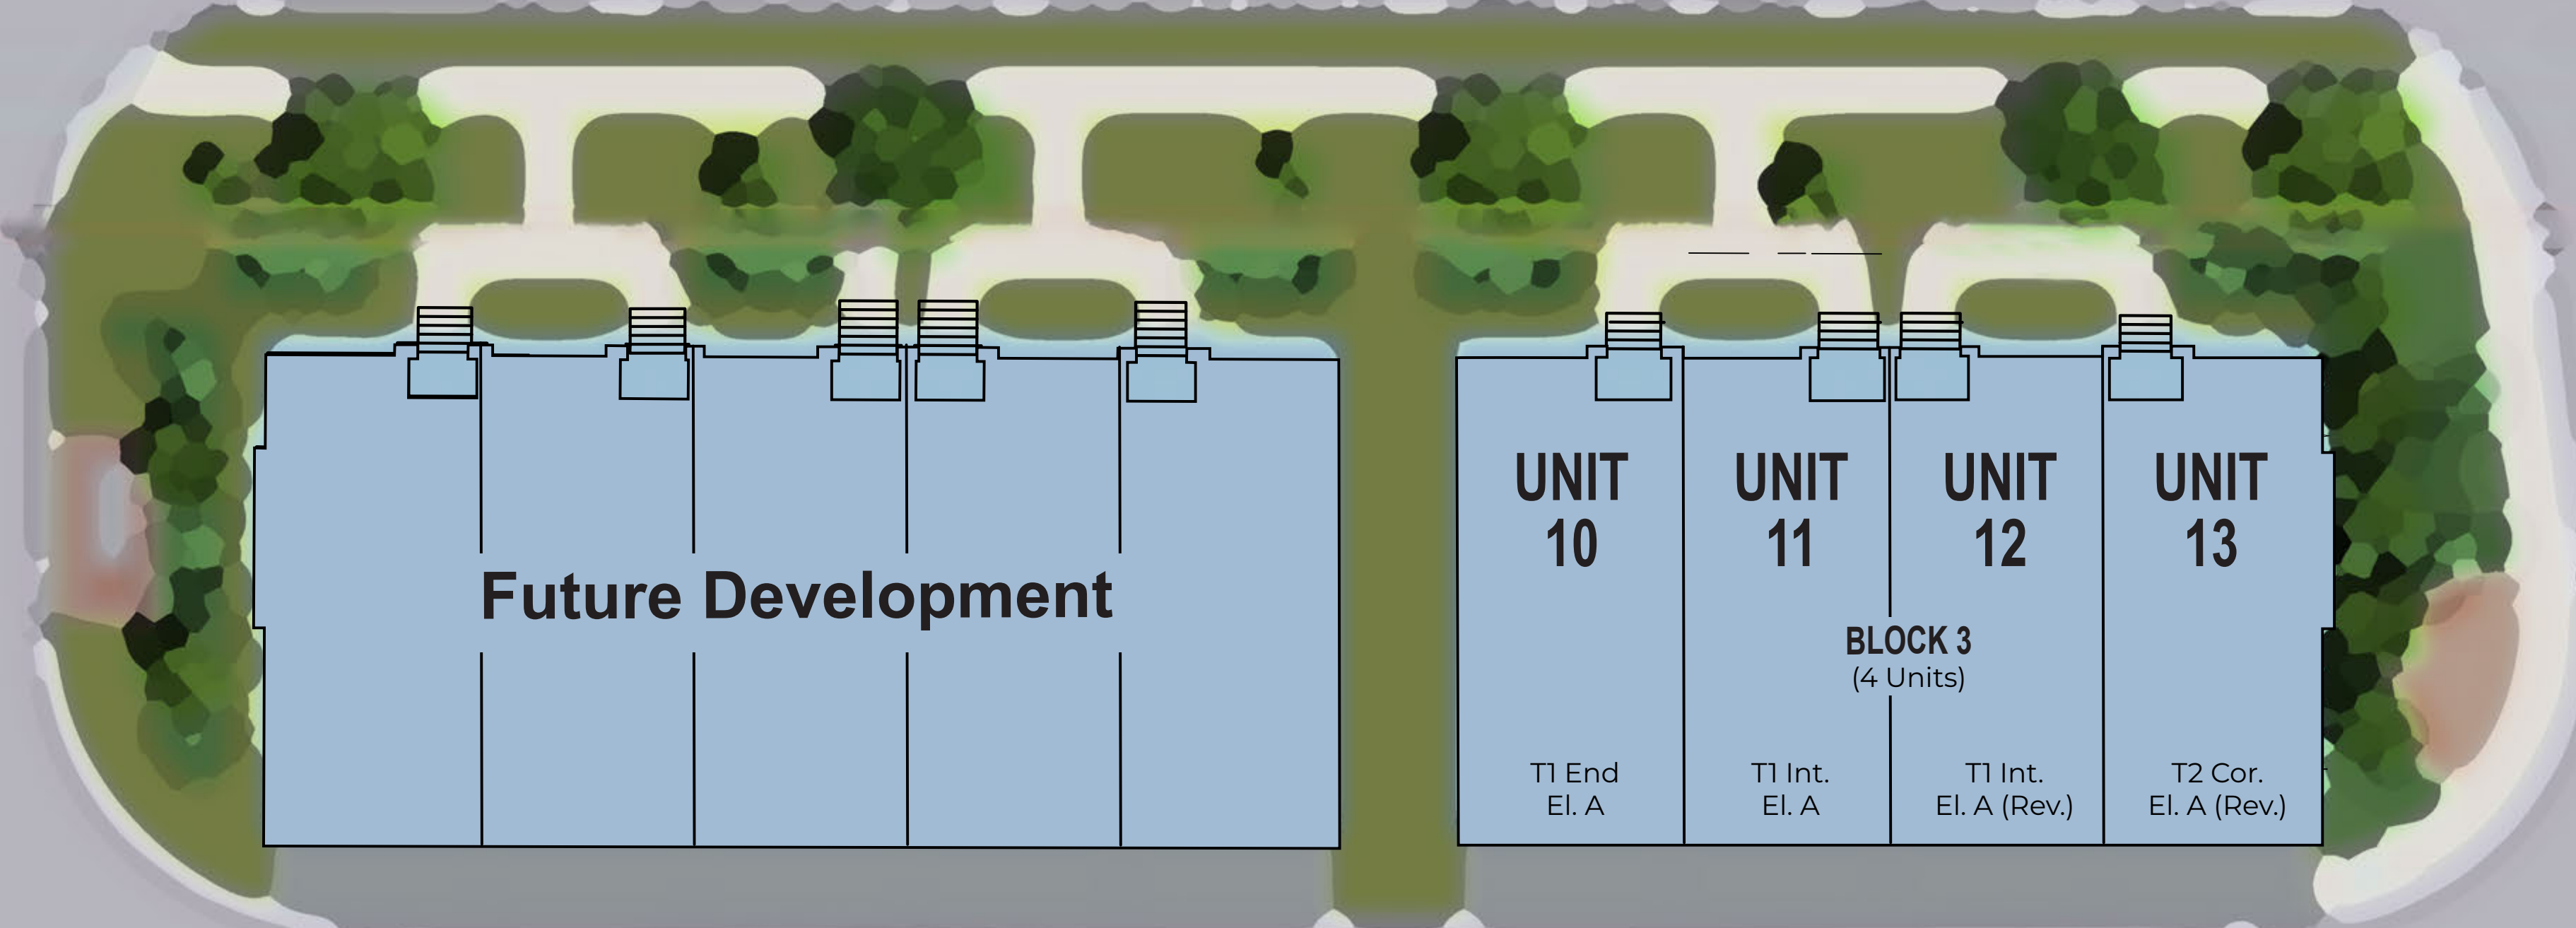 Future Development
UNIT
10
UNIT
11
UNIT
12
UNIT
13
BLOCK 3
(4 Units)
T1 End
El. A
T1 Int.
El. A
T1 Int.
El. A (Rev.)
T2 Cor.
El. A (Rev.)